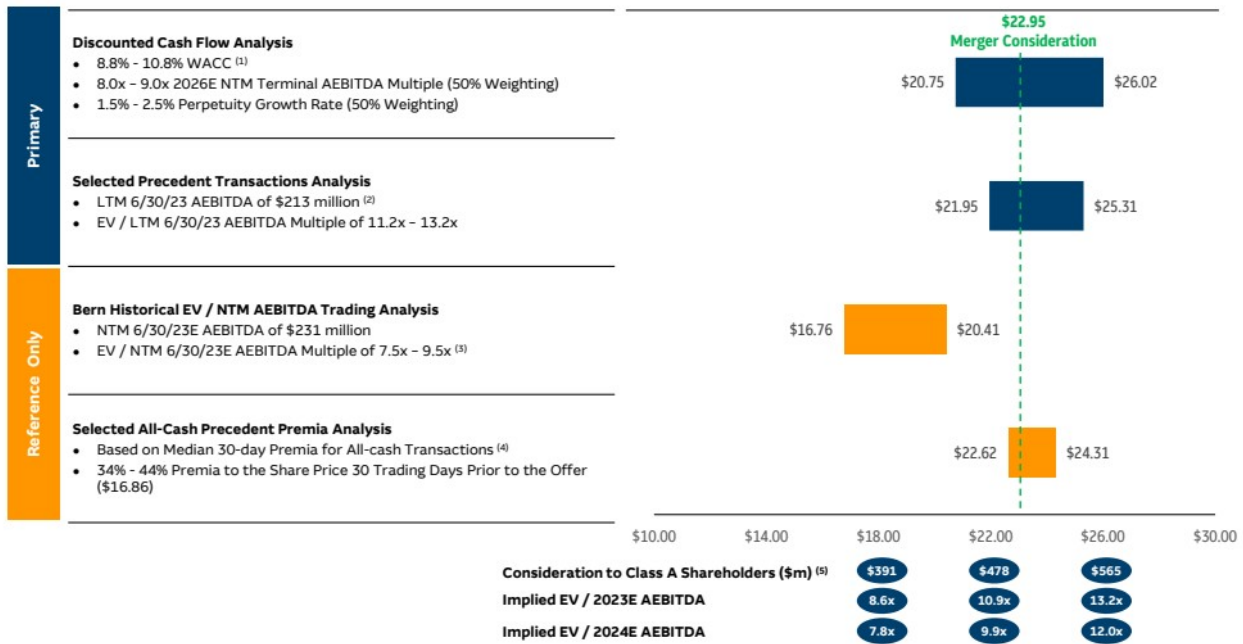 $22.95
Merger Consideration
Primary
Discounted Cash Flow Analysis
• 8.8% - 10.8% WACC (1)
• 8.0x – 9.0x 2026E NTM Terminal AEBITDA Multiple (50% Weighting)
• 1.5% - 2.5% Perpetuity Growth Rate (50% Weighting)
$20.75
$26.02
Selected Precedent Transactions Analysis
• LTM 6/30/23 AEBITDA of $213 million (2)
• EV / LTM 6/30/23 AEBITDA Multiple of 11.2x – 13.2x
$21.95
$25.31
Reference Only
Bern Historical EV / NTM AEBITDA Trading Analysis
• NTM 6/30/23E AEBITDA of $231 million
• EV / NTM 6/30/23E AEBITDA Multiple of 7.5x – 9.5x (3)
$16.76
$20.41
Selected All-Cash Precedent Premia Analysis
• Based on Median 30-day Premia for All-cash Transactions (4)
• 34% - 44% Premia to the Share Price 30 Trading Days Prior to the Offer
($16.86)
$22.62
$24.31
$10.00 $14.00 $18.00 $22.00 $26.00 $30.00
Consideration to Class A Shareholders ($m) (5) $391 $478 $565
Implied EV / 2023E AEBITDA 8.6x 10.9x 13.2x
Implied EV / 2024E AEBITDA 7.8x 9.9x 12.0x